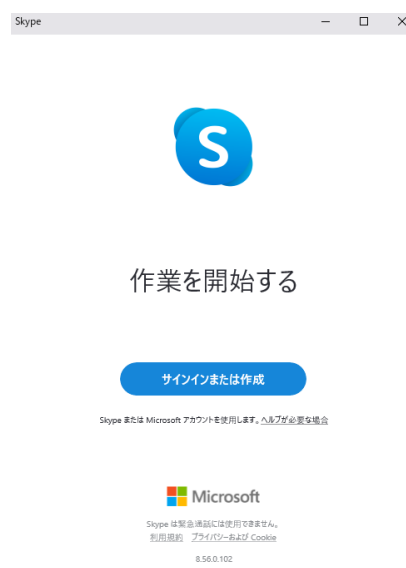 Skype
S
作業を開始する
サインインまたは作成
Skype または Microsoft アカウントを使用します。ヘルプが必要な場合
Microsoft
Skype は緊急通話には使用できません。
利用規約 プライバシーおよび Cookie
8.56.0.102